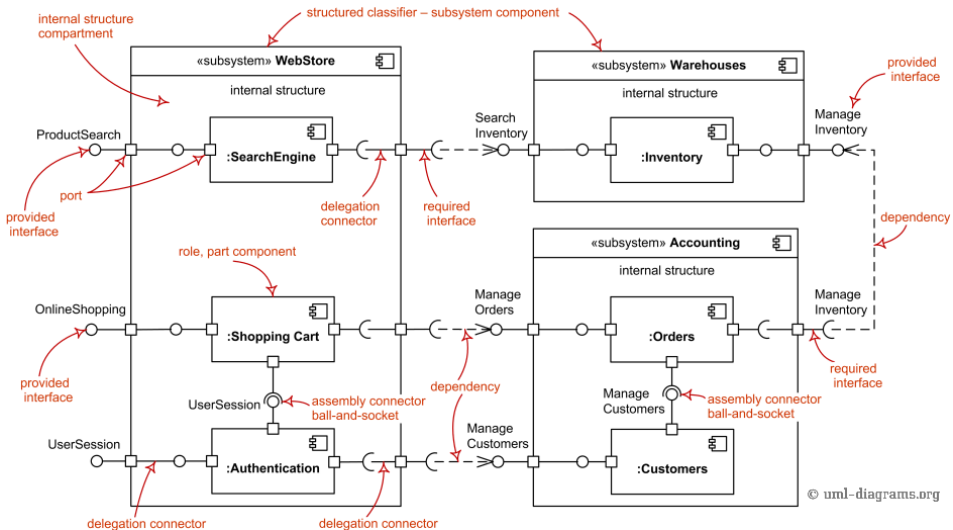 structured classifier – subsystem component
internal structure
compartment
«subsystem» WebStore
internal structure
«subsystem» Warehouses
internal structure
provided
interface
ProductSearch
:SearchEngine
Search
Inventory
:Inventory
Manage
Inventory
port
provided
interface
delegation
connector
required
interface
dependency
role, part component
«subsystem» Accounting
internal structure
OnlineShopping
:Shopping Cart
Manage
Orders
:Orders
Manage
Inventory
provided
interface
dependency
required
interface
UserSession
assembly connector
ball-and-socket
Manage
Customers
assembly connector
ball-and-socket
UserSession
:Authentication
Manage
Customers
:Customers
delegation connector
delegation connector
© uml-diagrams.org